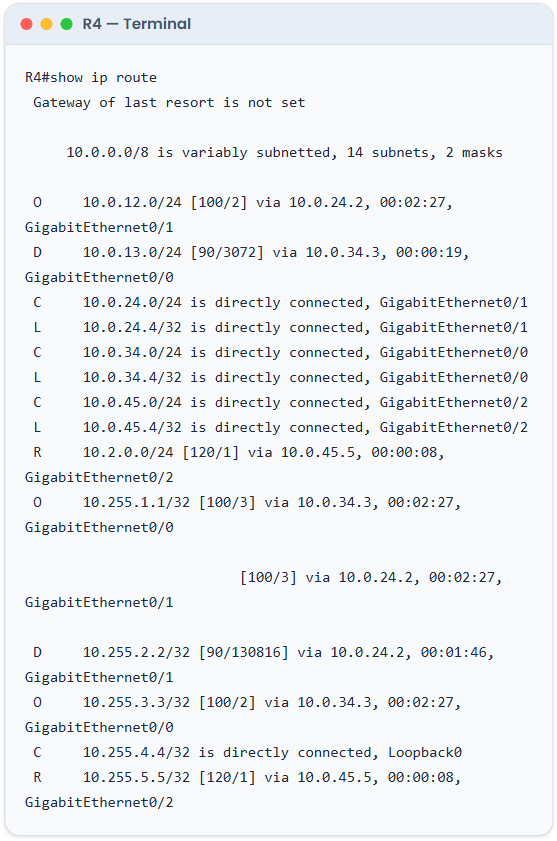 R4 — Terminal
R4#show ip route
Gateway of last resort is not set
10.0.0.0/8 is variably subnetted, 14 subnets, 2 masks
O 10.0.12.0/24 [100/2] via 10.0.24.2, 00:02:27,
GigabitEthernet0/1
D 10.0.13.0/24 [90/3072] via 10.0.34.3, 00:00:19,
GigabitEthernet0/0
C 10.0.24.0/24 is directly connected, GigabitEthernet0/1
L 10.0.24.4/32 is directly connected, GigabitEthernet0/1
C 10.0.34.0/24 is directly connected, GigabitEthernet0/0
L 10.0.34.4/32 is directly connected, GigabitEthernet0/0
C 10.0.45.0/24 is directly connected, GigabitEthernet0/2
L 10.0.45.4/32 is directly connected, GigabitEthernet0/2
R 10.2.0.0/24 [120/1] via 10.0.45.5, 00:00:08,
GigabitEthernet0/2
O 10.255.1.1/32 [100/3] via 10.0.34.3, 00:02:27,
GigabitEthernet0/0
[100/3] via 10.0.24.2, 00:02:27,
GigabitEthernet0/1
D 10.255.2.2/32 [90/130816] via 10.0.24.2, 00:01:46,
GigabitEthernet0/1
O 10.255.3.3/32 [100/2] via 10.0.34.3, 00:02:27,
GigabitEthernet0/0
C 10.255.4.4/32 is directly connected, Loopback0
R 10.255.5.5/32 [120/1] via 10.0.45.5, 00:00:08,
GigabitEthernet0/2